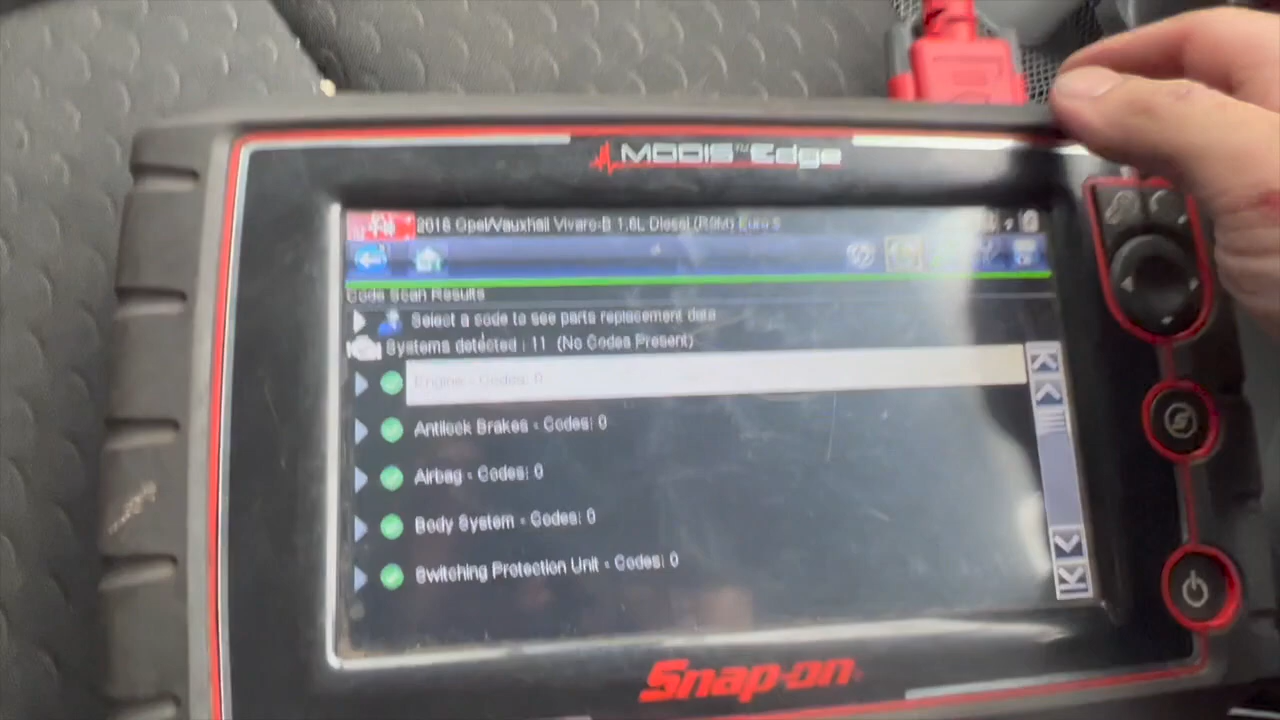 MODIS™ Edge
2016 Opel/Vauxhall Vivaro-B 1.6L Diesel (R9M) Euro 5
Code Scan Results
Select a code to see parts replacement data
Systems detected : 11 (No Codes Present)
Engine - Codes: 0
Antilock Brakes - Codes: 0
Airbag - Codes: 0
Body System - Codes: 0
Switching Protection Unit - Codes: 0
Snap-on